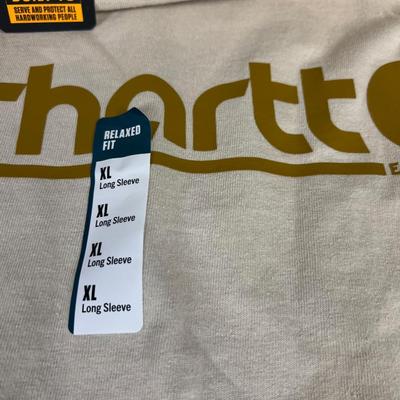 SERVE AND PROTECT ALL
HARDWORKING PEOPLE
hartt
RELAXED
FIT
XL
Long Sleeve
XL
Long Sleeve
XL
Long Sleeve
XL
Long Sleeve